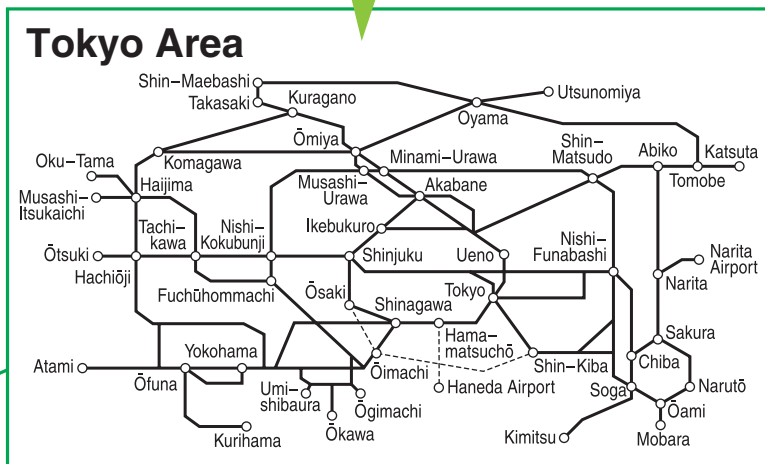 Tokyo Area
Shin–Maebashi
Takasaki
Kuragano
Utsunomiya
Oyama
Ōmiya
Shin–
Matsudo
Abiko
Katsuta
Oku–Tama
Komagawa
Minami–Urawa
Tomobe
Musashi–
Itsukaichi
Haijima
Musashi–
Urawa
Akabane
Tachi–
kawa
Nishi–
Kokubunji
Ikebukuro
Nishi–
Funabashi
Narita
Airport
Ōtsuki
Hachiōji
Shinjuku
Ueno
Narita
Fuchūhommachi
Ōsaki
Tokyo
Shinagawa
Sakura
Yokohama
Hama–
matsuchō
Atami
Ōfuna
Ōimachi
Shin–Kiba
Chiba
Umi–
shibaura
Ōgimachi
Haneda Airport
Soga
Narutō
Ōkawa
Ōami
Kurihama
Kimitsu
Mobara